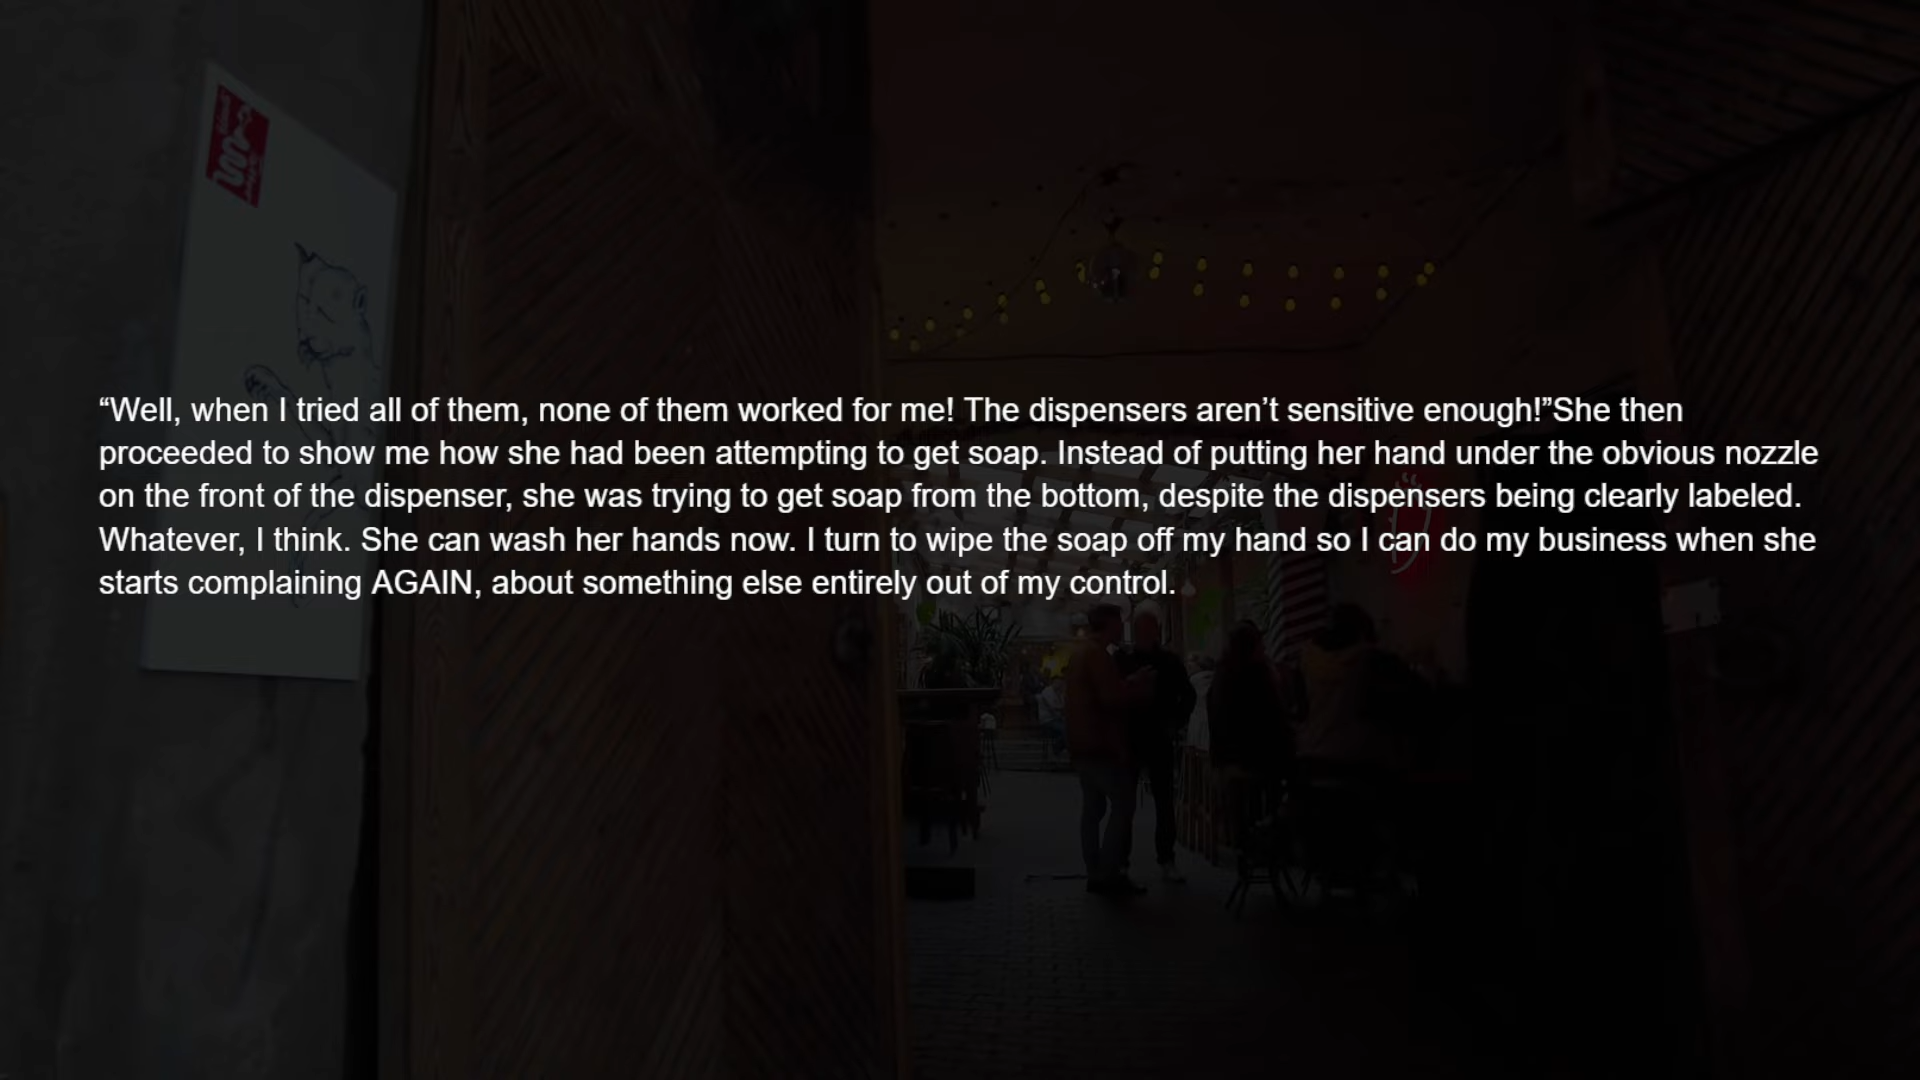 “Well, when I tried all of them, none of them worked for me! The dispensers aren’t sensitive enough!”She then
proceeded to show me how she had been attempting to get soap. Instead of putting her hand under the obvious nozzle
on the front of the dispenser, she was trying to get soap from the bottom, despite the dispensers being clearly labeled.
Whatever, I think. She can wash her hands now. I turn to wipe the soap off my hand so I can do my business when she
starts complaining AGAIN, about something else entirely out of my control.